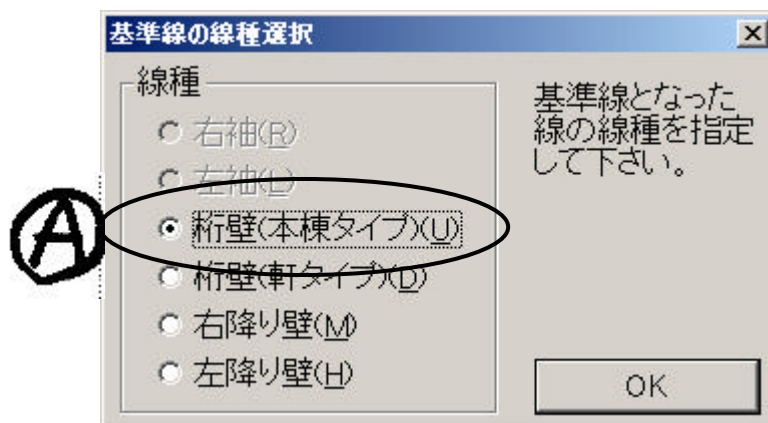 基準線の線種選択
線種
右袖(R)
左袖(L)
桁壁(本棟タイプ)(U)
桁壁(軒タイプ)(D)
右降り壁(M)
左降り壁(H)
基準線となった
線の線種を指定
して下さい。
OK
A